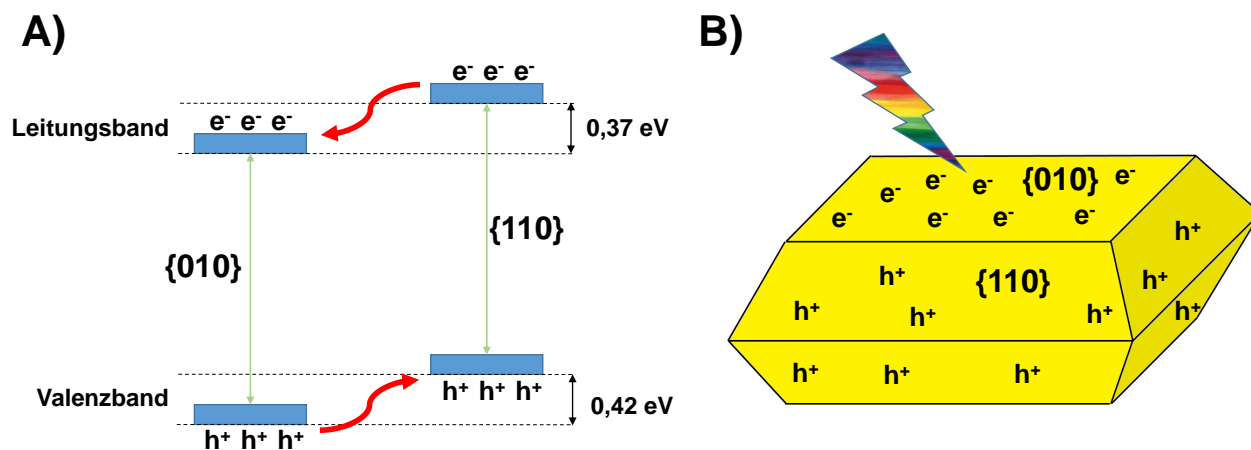 A)
e- e- e-
Leitungsband
e- e- e-
0,37 eV
{010}
{110}
Valenzband
h+ h+ h+
0,42 eV
h+ h+ h+
B)
e- e- e- {010} e-
e- e- e- e-
h+
h+ {110} h+
h+ h+ h+ h+
h+ h+ h+